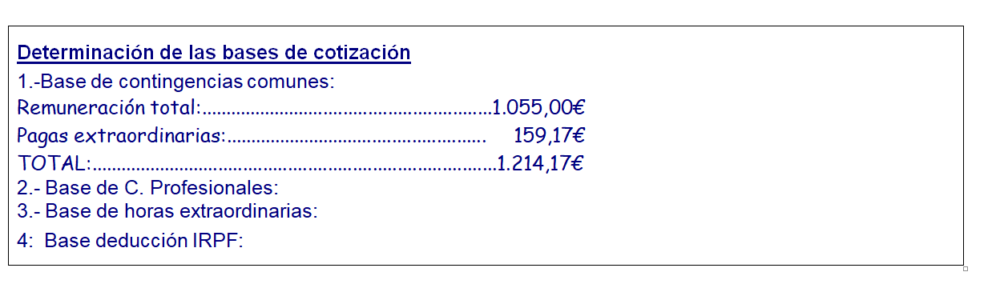 Determinación de las bases de cotización
1.-Base de contingencias comunes:
Remuneración total:............................................................1.055,00€
Pagas extraordinarias:..................................................... 159,17€
TOTAL:...................................................................................1.214,17€
2.- Base de C. Profesionales:
3.- Base de horas extraordinarias:
4: Base deducción IRPF: